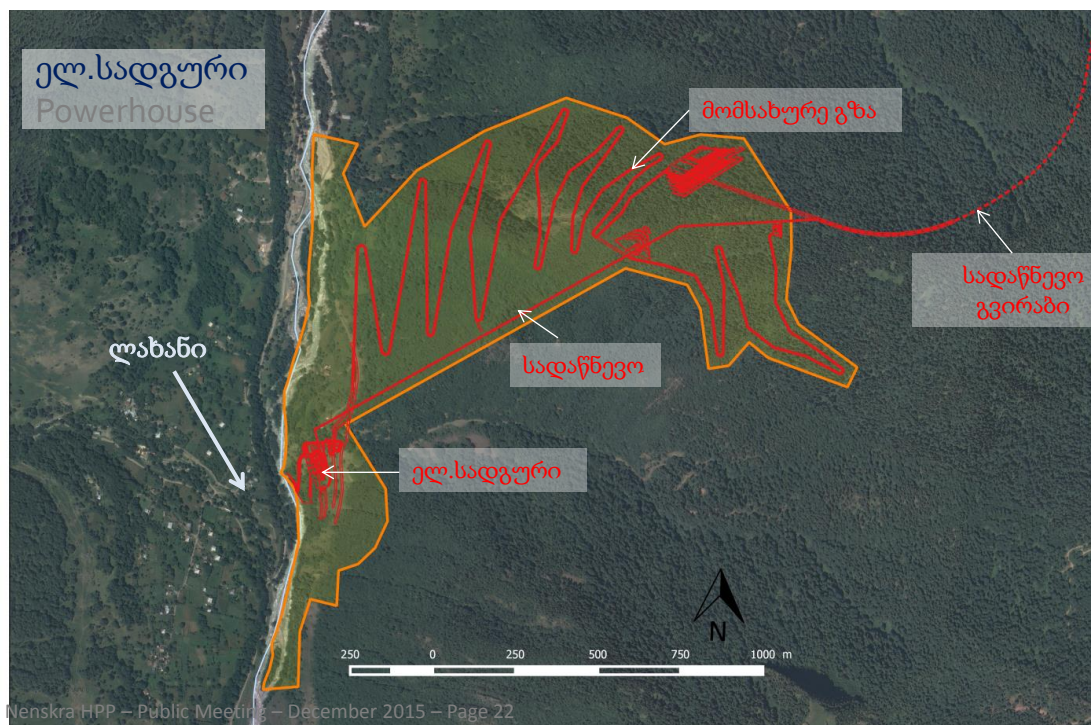 ელ.სადგური
Powerhouse
მომსახურე გზა
სადაწნევო
გვირაბი
ლახანი
სადაწნევო
ელ.სადგური
N
250 0 250 500 750 1000 m
Nenskra HPP – Public Meeting – December 2015 – Page 22